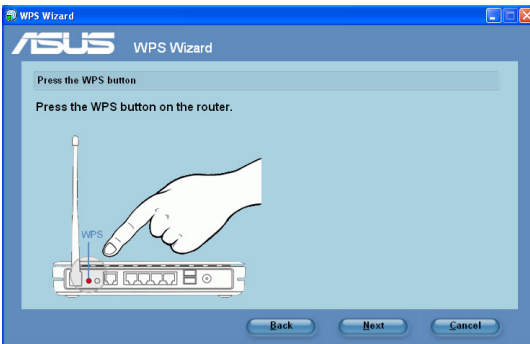 WPS Wizard
ASUS WPS Wizard
Press the WPS button
Press the WPS button on the router.
WPS
Back Next Cancel